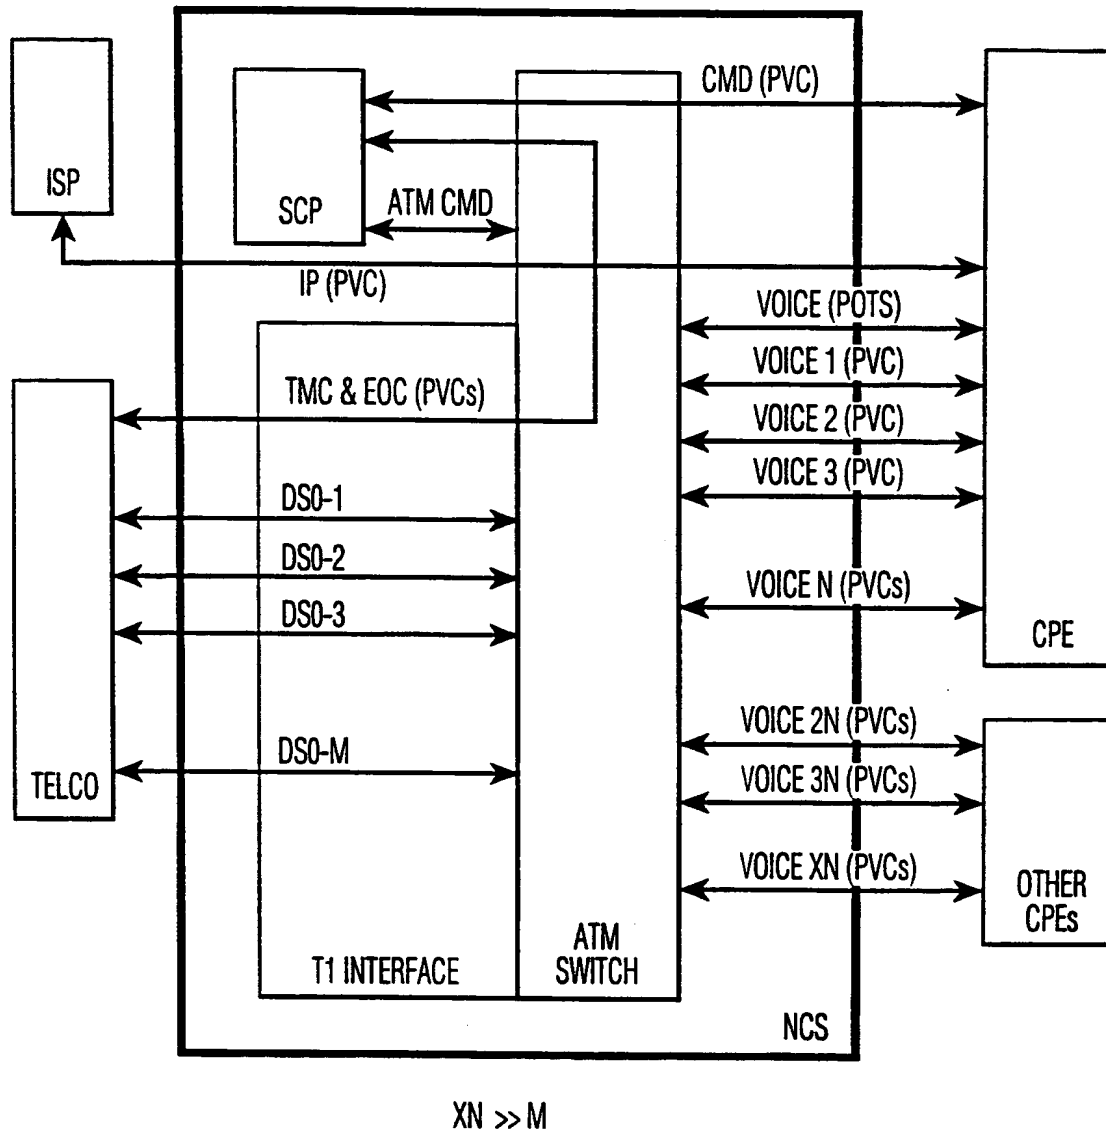 CMD (PVC)
ISP
SCP
ATM CMD
IP (PVC)
VOICE (POTS)
VOICE 1 (PVC)
TMC & EOC (PVCs)
VOICE 2 (PVC)
VOICE 3 (PVC)
DS0-1
DS0-2
VOICE N (PVCs)
DS0-3
CPE
VOICE 2N (PVCs)
DS0-M
TELCO
VOICE 3N (PVCs)
VOICE XN (PVCs)
OTHER
CPEs
ATM
SWITCH
T1 INTERFACE
NCS
XN >> M